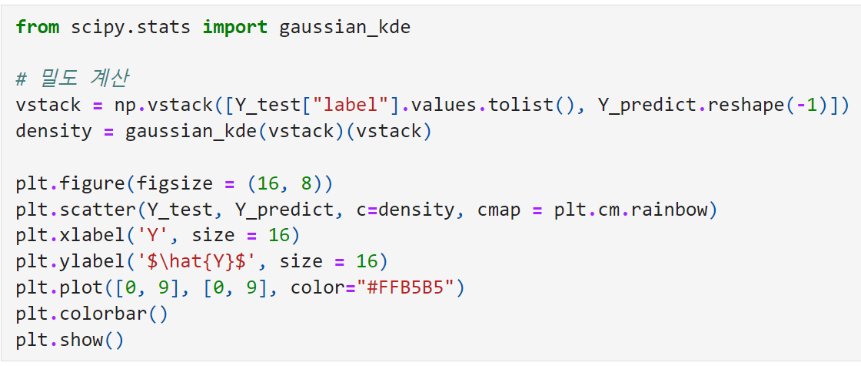 from scipy.stats import gaussian_kde
# 밀도 계산
vstack = np.vstack([Y_test["label"].values.tolist(), Y_predict.reshape(-1)])
density = gaussian_kde(vstack)(vstack)
plt.figure(figsize = (16, 8))
plt.scatter(Y_test, Y_predict, c=density, cmap = plt.cm.rainbow)
plt.xlabel('Y', size = 16)
plt.ylabel('$\hat{Y}$', size = 16)
plt.plot([0, 9], [0, 9], color="#FFB5B5")
plt.colorbar()
plt.show()